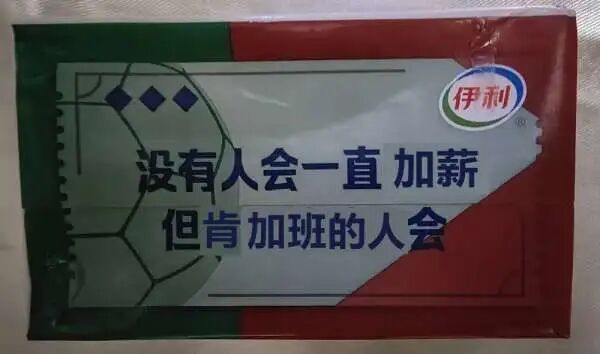 伊利
®
没有人会一直加薪
但肯加班的人会